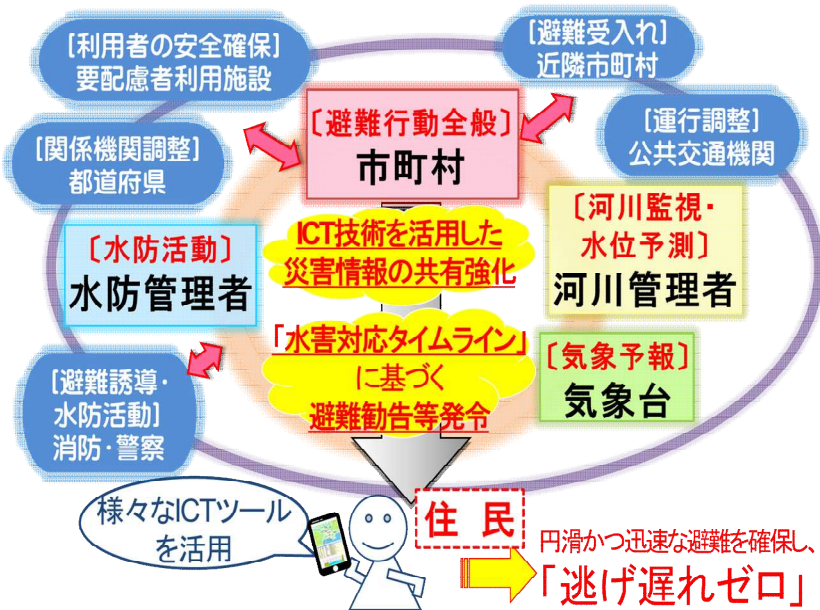 ［利用者の安全確保］
要配慮者利用施設
［避難受入れ］
近隣市町村
〔避難行動全般〕
市町村
［運行調整］
公共交通機関
［関係機関調整］
都道府県
〔水防活動〕
水防管理者
ICT技術を活用した
災害情報の共有強化
〔河川監視・
水位予測〕
河川管理者
「水害対応タイムライン」
に基づく
避難勧告等発令
〔気象予報〕
気象台
［避難誘導・
水防活動］
消防・警察
様々なICTツール
を活用
住 民
円滑かつ迅速な避難を確保し、
「逃げ遅れゼロ」